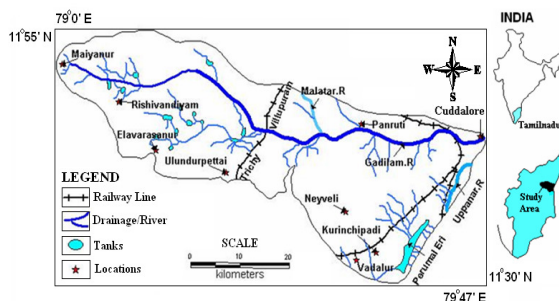 79°0' E
11°55' N
INDIA
N
W E
S
Maiyanur
Rishivandiyam
Villupuram
Malatar.R
Cuddalore
Tamilnadu
Elavarasanur
Panruti
Ulundurpettai
Trichy
Gadilam.R
LEGEND
Railway Line
Drainage/River
Tanks
Locations
Neyveli
Uppanar.R
Study
Area
Kurinchipadi
Vadalur
Perumal Eri
SCALE
10 0 10 20
kilometers
11°30' N
79°47' E